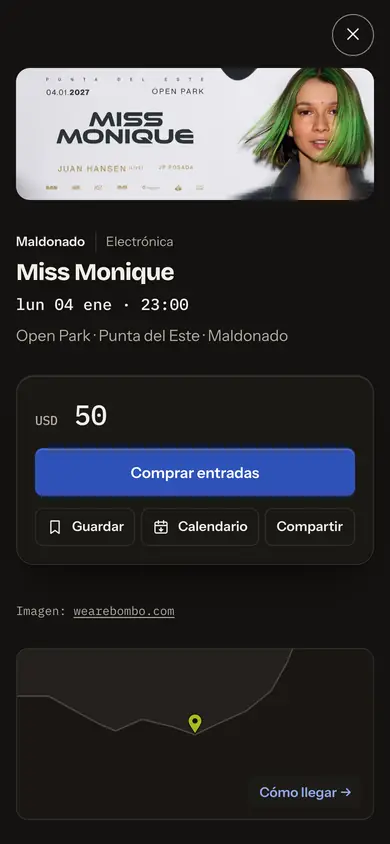 PUNTA DEL ESTE
04.01.2027 OPEN PARK
MISS
MONIQUE
JUAN HANSEN (LIVE) JP POSADA
Maldonado | Electrónica
Miss Monique
lun 04 ene · 23:00
Open Park · Punta del Este · Maldonado
USD 50
Comprar entradas
Guardar Calendario Compartir
Imagen: wearebombo.com
Cómo llegar →